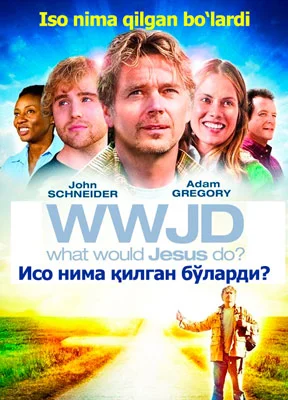 Iso nima qilgan bo‘lardi
John
SCHNEIDER
Adam
GREGORY
WWJD
what would Jesus do?
Исо нима қилган бўларди?